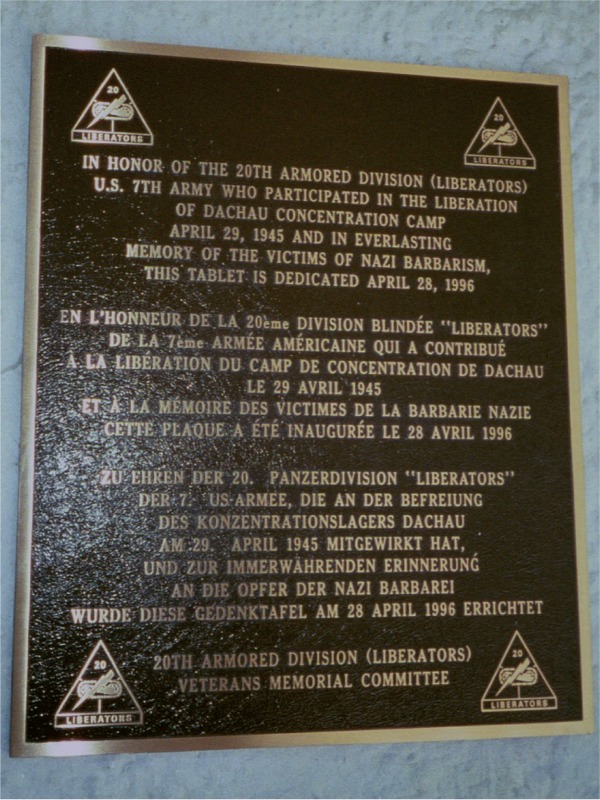 20
LIBERATORS
20
LIBERATORS
IN HONOR OF THE 20TH ARMORED DIVISION (LIBERATORS)
U.S. 7TH ARMY WHO PARTICIPATED IN THE LIBERATION
OF DACHAU CONCENTRATION CAMP
APRIL 29, 1945 AND IN EVERLASTING
MEMORY OF THE VICTIMS OF NAZI BARBARISM,
THIS TABLET IS DEDICATED APRIL 28, 1996
EN L'HONNEUR DE LA 20ème DIVISION BLINDÉE "LIBERATORS"
DE LA 7ème ARMÉE AMÉRICAINE QUI A CONTRIBUÉ
À LA LIBÉRATION DU CAMP DE CONCENTRATION DE DACHAU
LE 29 AVRIL 1945
ET À LA MÉMOIRE DES VICTIMES DE LA BARBARIE NAZIE
CETTE PLAQUE A ÉTÉ INAUGURÉE LE 28 AVRIL 1996
ZU EHREN DER 20. PANZERDIVISION "LIBERATORS"
DER 7. US-ARMEE, DIE AN DER BEFREIUNG
DES KONZENTRATIONSLAGERS DACHAU
AM 29. APRIL 1945 MITGEWIRKT HAT,
UND ZUR IMMERWÄHRENDEN ERINNERUNǴ
AN DIE OPFER DER NAZI BARBAREI
WURDE DIESE GEDENKTAFEL AM 28 APRIL 1996 ERRICHTET
20TH ARMORED DIVISION (LIBERATORS)
VETERANS MEMORIAL COMMITTEE
20
LIBERATORS
20
LIBERATORS